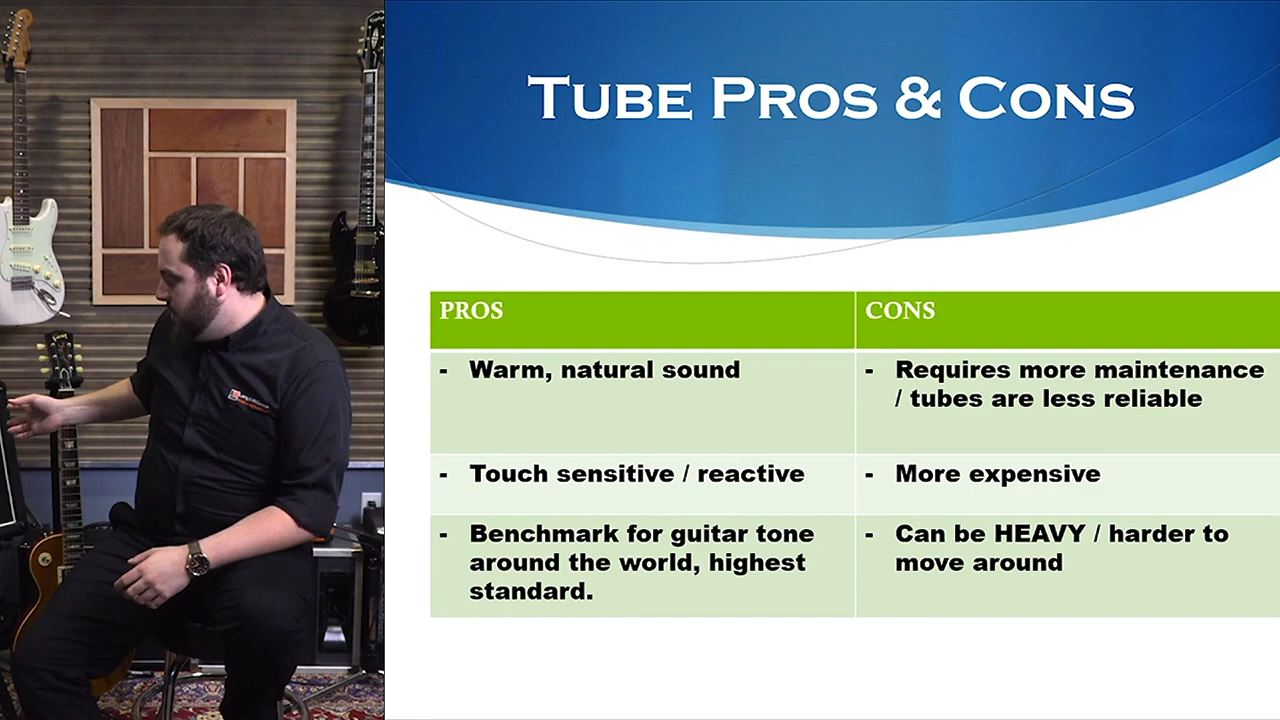 TUBE PROS & CONS
PROS
CONS
- Warm, natural sound
- Requires more maintenance
/ tubes are less reliable
- Touch sensitive / reactive
- More expensive
- Benchmark for guitar tone
around the world, highest
standard.
- Can be HEAVY / harder to
move around